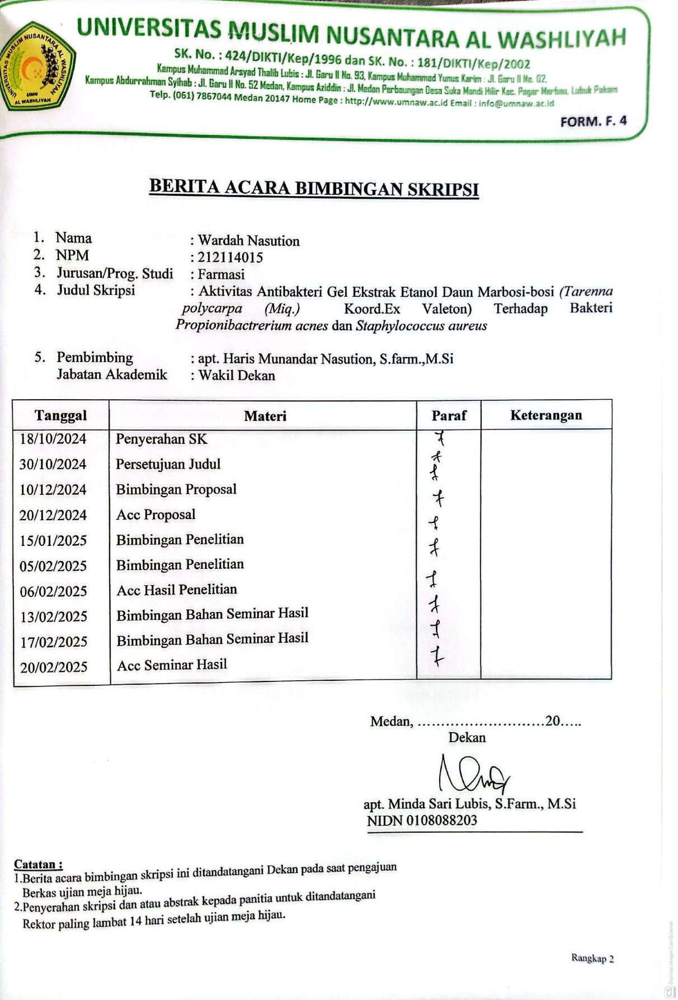 UNIVERSITAS MUSLIM NUSANTARA AL WASHLIYAH
SK. No. : 424/DIKTI/Kep/1996 dan SK. No. : 181/DIKTI/Kep/2002
Kampus Muhammad Arsyad Thalib Lubis : Jl. Garu II No. 93, Kampus Muhammad Yunus Karim : Jl. Garu II No. 02,
Kampus Abdurrahman Syihab : Jl. Garu II No. 52 Medan, Kampus Aziddin : Jl. Medan Perbaungan Desa Suka Mandi Hilir Kec. Pagar Merbau, Lubuk Pakam
Telp. (061) 7867044 Medan 20147 Home Page : http://www.umnaw.ac.id Email : info@umnaw.ac.id
UNIVERSITAS MUSLIM NUSANTARA AL WASHLIYAH
UMN
AL WASHLIYAH
FORM. F. 4
BERITA ACARA BIMBINGAN SKRIPSI
1. Nama : Wardah Nasution
2. NPM : 212114015
3. Jurusan/Prog. Studi : Farmasi
4. Judul Skripsi : Aktivitas Antibakteri Gel Ekstrak Etanol Daun Marbosi-bosi (Tarenna
polycarpa (Miq.) Koord.Ex Valeton) Terhadap Bakteri
Propionibactrerium acnes dan Staphylococcus aureus
5. Pembimbing : apt. Haris Munandar Nasution, S.farm.,M.Si
Jabatan Akademik : Wakil Dekan
Tanggal Materi Paraf Keterangan
18/10/2024 Penyerahan SK
30/10/2024 Persetujuan Judul
10/12/2024 Bimbingan Proposal
20/12/2024 Acc Proposal
15/01/2025 Bimbingan Penelitian
05/02/2025 Bimbingan Penelitian
06/02/2025 Acc Hasil Penelitian
13/02/2025 Bimbingan Bahan Seminar Hasil
17/02/2025 Bimbingan Bahan Seminar Hasil
20/02/2025 Acc Seminar Hasil
Medan, ...........................20.....
Dekan
apt. Minda Sari Lubis, S.Farm., M.Si
NIDN 0108088203
Catatan :
1.Berita acara bimbingan skripsi ini ditandatangani Dekan pada saat pengajuan
Berkas ujian meja hijau.
2.Penyerahan skripsi dan atau abstrak kepada panitia untuk ditandatangani
Rektor paling lambat 14 hari setelah ujian meja hijau.
Rangkap 2
CS Dipindai dengan CamScanner